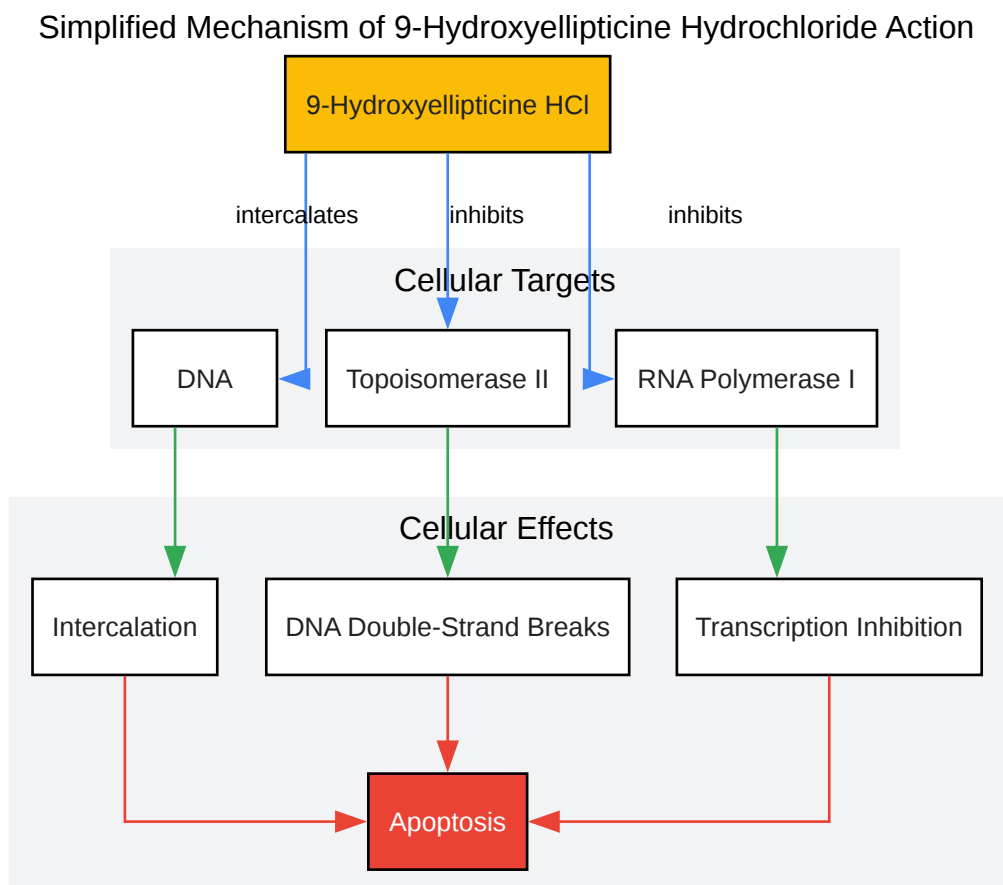 Simplified Mechanism of 9-Hydroxyellipticine Hydrochloride Action
9-Hydroxyellipticine HCl
intercalates
inhibits
inhibits
Cellular Targets
DNA
Topoisomerase II
RNA Polymerase I
Cellular Effects
Intercalation
DNA Double-Strand Breaks
Transcription Inhibition
Apoptosis